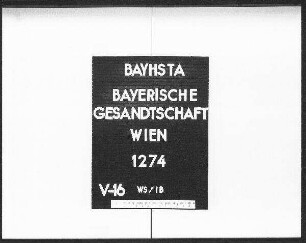 BAYHSTA
BAYERISCHE
GESANDTSCHAFT
WIEN
1274
V-16 WS/18